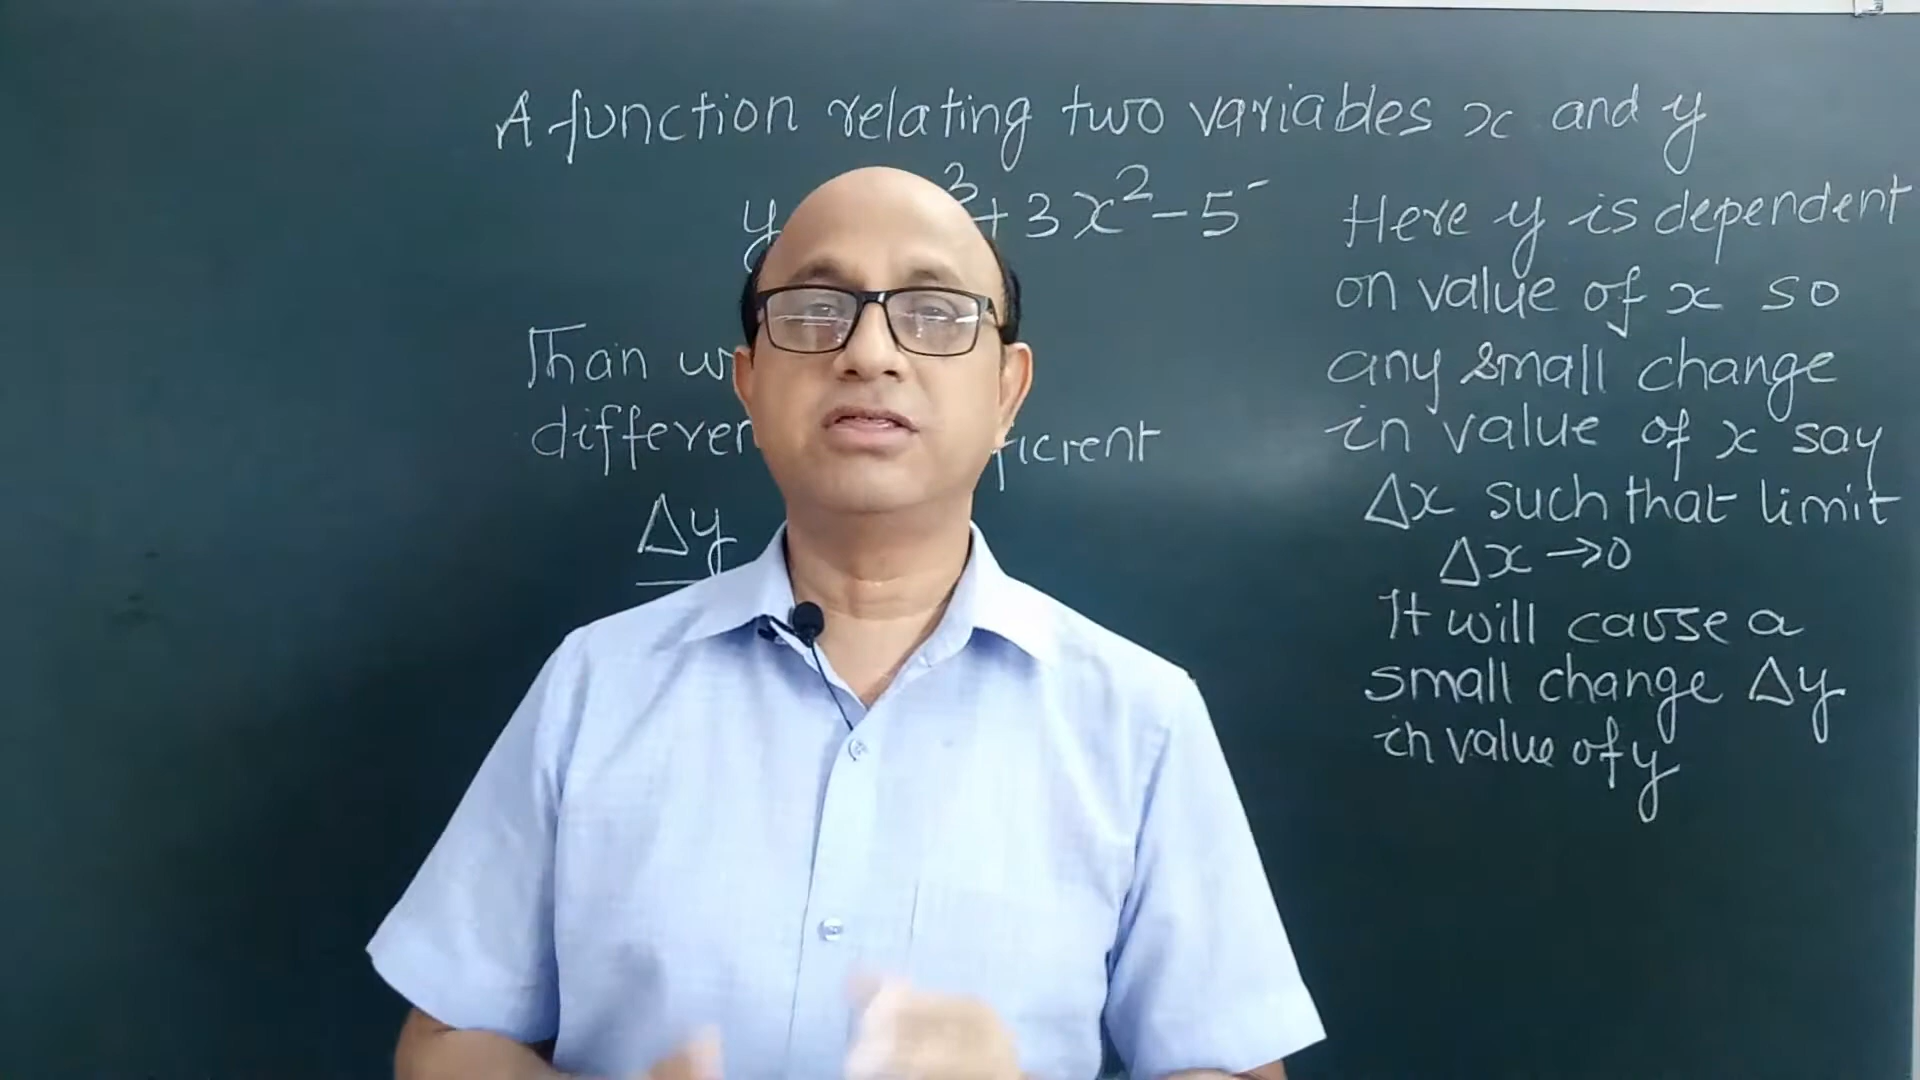 A function relating two variables x and y
y 3 + 3x² - 5
Than
differen ficient
Δy
Here y is dependent
on value of x so
any small change
in value of x say
Δx such that limit
Δx → 0
It will cause a
small change Δy
in value of y